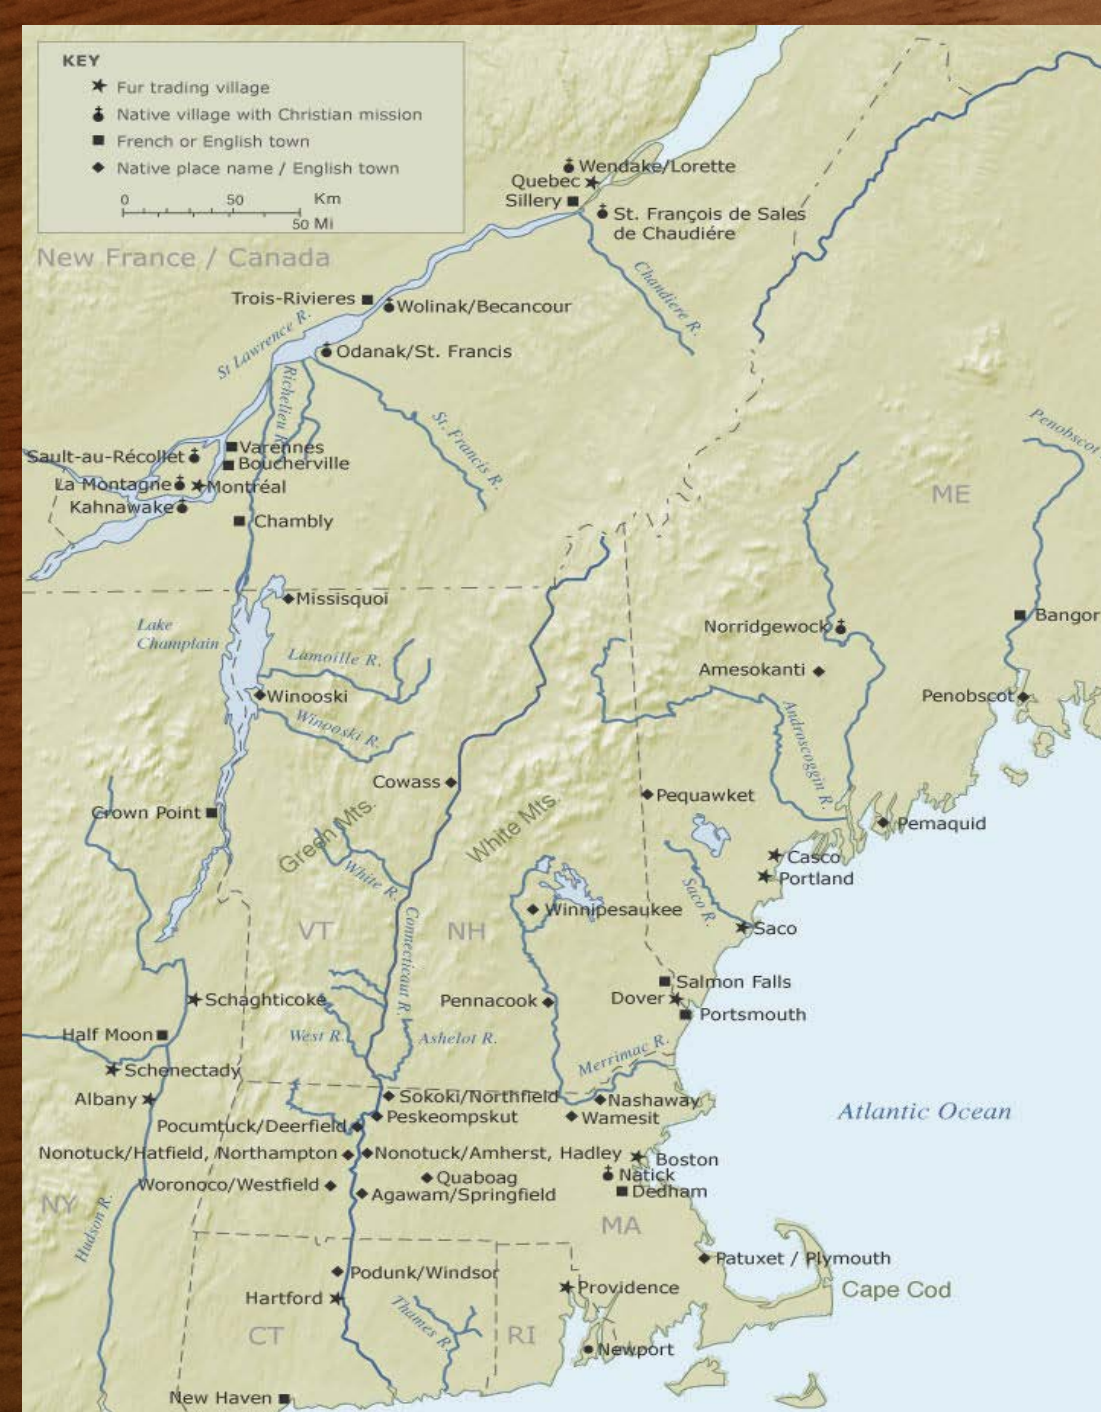 KEY
Fur trading village
Native village with Christian mission
French or English town
Native place name / English town
0 50 Km
50 Mi
New France / Canada
Wendake/Lorette
Quebec
Sillery
St. François de Sales
de Chaudiére
Chandiere R.
Trois-Rivieres
Wolinak/Becancour
St Lawrence R.
Odanak/St. Francis
Richelieu R.
St. Francis R.
Penobscot
Varennes
Sault-au-Récollet
Boucherville
La Montagne
Montréal
Kahnawake
ME
Chambly
Missisquoi
Lake
Champlain
Bangor
Norridgewock
Lamoille R.
Amesokanti
Winooski
Penobscot
Winooski R.
Androscoggin R.
Cowass
Pequawket
Crown Point
Green Mts.
White Mts.
Pemaquid
Casco
White R.
Portland
Saco R.
Winnipesaukee
Connecticaut R.
VT
NH
Saco
Salmon Falls
Schaghticoke
Pennacook
Dover
Portsmouth
Half Moon
West R.
Ashelot R.
Merrimac R.
Schenectady
Albany
Sokoki/Northfield
Nashaway
Atlantic Ocean
Peskeompskut
Wamesit
Pocumtuck/Deerfield
Nonotuck/Hatfield, Northampton
Nonotuck/Amherst, Hadley
Boston
Quaboag
Natick
Woronoco/Westfield
Agawam/Springfield
Dedham
NY
Hudson R.
MA
Patuxet / Plymouth
Podunk/Windsor
Providence
Cape Cod
Hartford
Thames R.
CT
RI
Newport
New Haven